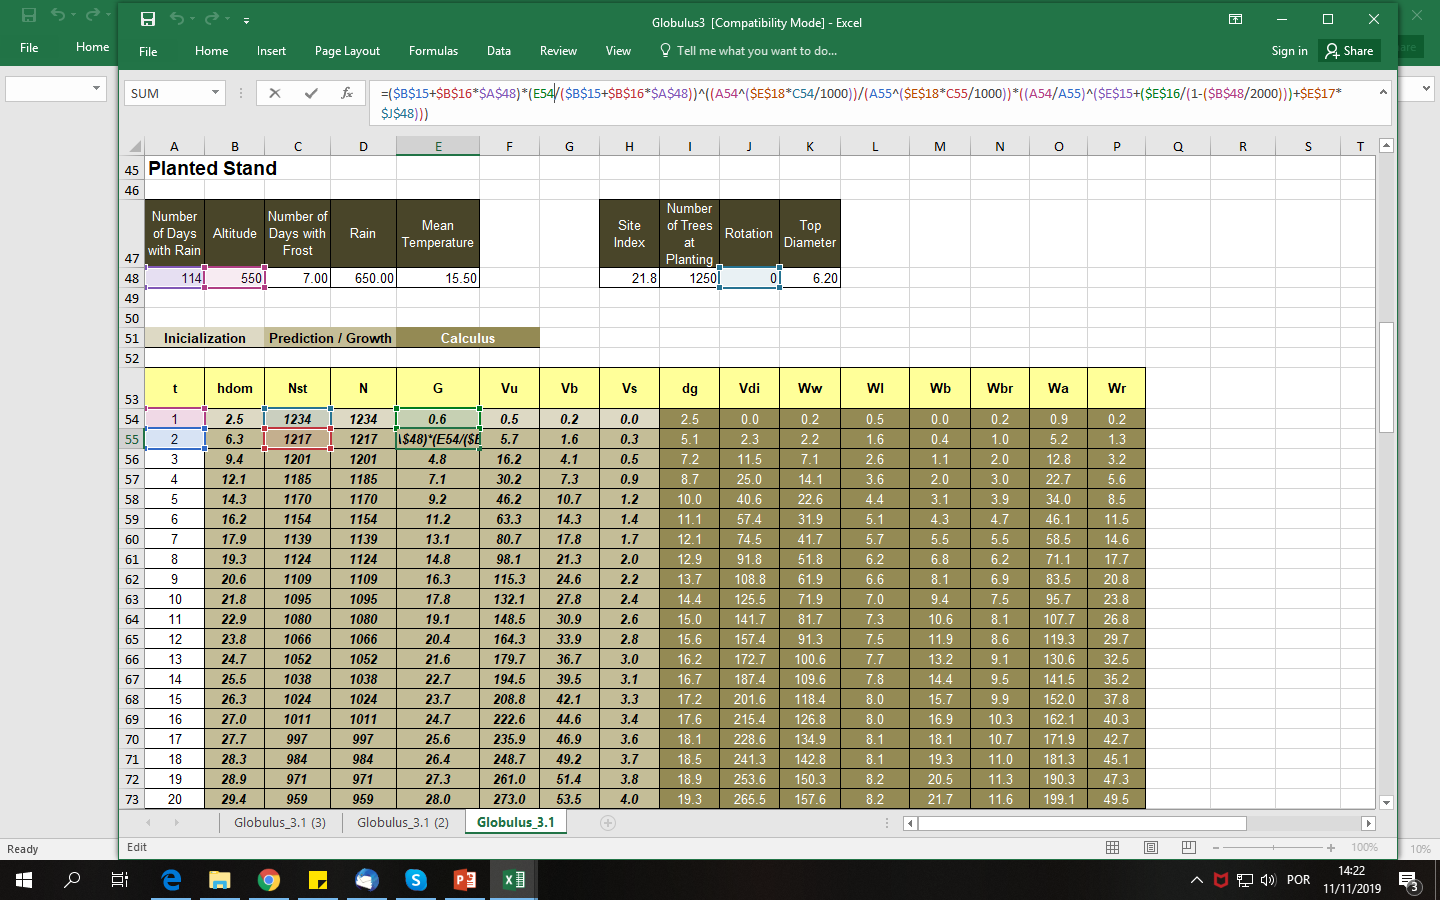 Globulus3 [Compatibility Mode] - Excel
File Home
File Home Insert Page Layout Formulas Data Review View Tell me what you want to do... Sign in Share
SUM
=($B$15+$B$16*$A$48)*(E54/($B$15+$B$16*$A$48))^((A54^($E$18*C54/1000))/(A55^($E$18*C55/1000))*((A54/A55)^($E$15+($E$16/(1-($B$48/2000)))+$E$17*
$J$48)))
A B C D E F G H I J K L M N O P Q R S T
45 Planted Stand
46
47 Number of Days with Rain Altitude Number of Days with Frost Rain Mean Temperature Site Index Number of Trees at Planting Rotation Top Diameter
48 114 550 7.00 650.00 15.50 21.8 1250 0 6.20
49
50
51 Inicialization Prediction / Growth Calculus
52
53 t hdom Nst N G Vu Vb Vs dg Vdi Ww Wl Wb Wbr Wa Wr
54 1 2.5 1234 1234 0.6 0.5 0.2 0.0 2.5 0.0 0.2 0.5 0.0 0.2 0.9 0.2
55 2 6.3 1217 1217 \$48)*(E54/($E 5.7 1.6 0.3 5.1 2.3 2.2 1.6 0.4 1.0 5.2 1.3
56 3 9.4 1201 1201 4.8 16.2 4.1 0.5 7.2 11.5 7.1 2.6 1.1 2.0 12.8 3.2
57 4 12.1 1185 1185 7.1 30.2 7.3 0.9 8.7 25.0 14.1 3.6 2.0 3.0 22.7 5.6
58 5 14.3 1170 1170 9.2 46.2 10.7 1.2 10.0 40.6 22.6 4.4 3.1 3.9 34.0 8.5
59 6 16.2 1154 1154 11.2 63.3 14.3 1.4 11.1 57.4 31.9 5.1 4.3 4.7 46.1 11.5
60 7 17.9 1139 1139 13.1 80.7 17.8 1.7 12.1 74.5 41.7 5.7 5.5 5.5 58.5 14.6
61 8 19.3 1124 1124 14.8 98.1 21.3 2.0 12.9 91.8 51.8 6.2 6.8 6.2 71.1 17.7
62 9 20.6 1109 1109 16.3 115.3 24.6 2.2 13.7 108.8 61.9 6.6 8.1 6.9 83.5 20.8
63 10 21.8 1095 1095 17.8 132.1 27.8 2.4 14.4 125.5 71.9 7.0 9.4 7.5 95.7 23.8
64 11 22.9 1080 1080 19.1 148.5 30.9 2.6 15.0 141.7 81.7 7.3 10.6 8.1 107.7 26.8
65 12 23.8 1066 1066 20.4 164.3 33.9 2.8 15.6 157.4 91.3 7.5 11.9 8.6 119.3 29.7
66 13 24.7 1052 1052 21.6 179.7 36.7 3.0 16.2 172.7 100.6 7.7 13.2 9.1 130.6 32.5
67 14 25.5 1038 1038 22.7 194.5 39.5 3.1 16.7 187.4 109.6 7.8 14.4 9.5 141.5 35.2
68 15 26.3 1024 1024 23.7 208.8 42.1 3.3 17.2 201.6 118.4 8.0 15.7 9.9 152.0 37.8
69 16 27.0 1011 1011 24.7 222.6 44.6 3.4 17.6 215.4 126.8 8.0 16.9 10.3 162.1 40.3
70 17 27.7 997 997 25.6 235.9 46.9 3.6 18.1 228.6 134.9 8.1 18.1 10.7 171.9 42.7
71 18 28.3 984 984 26.4 248.7 49.2 3.7 18.5 241.3 142.8 8.1 19.3 11.0 181.3 45.1
72 19 28.9 971 971 27.3 261.0 51.4 3.8 18.9 253.6 150.3 8.2 20.5 11.3 190.3 47.3
73 20 29.4 959 959 28.0 273.0 53.5 4.0 19.3 265.5 157.6 8.2 21.7 11.6 199.1 49.5
Globulus_3.1 (3) Globulus_3.1 (2) Globulus_3.1
Ready Edit 100% 10%
POR 14:22
11/11/2019 3